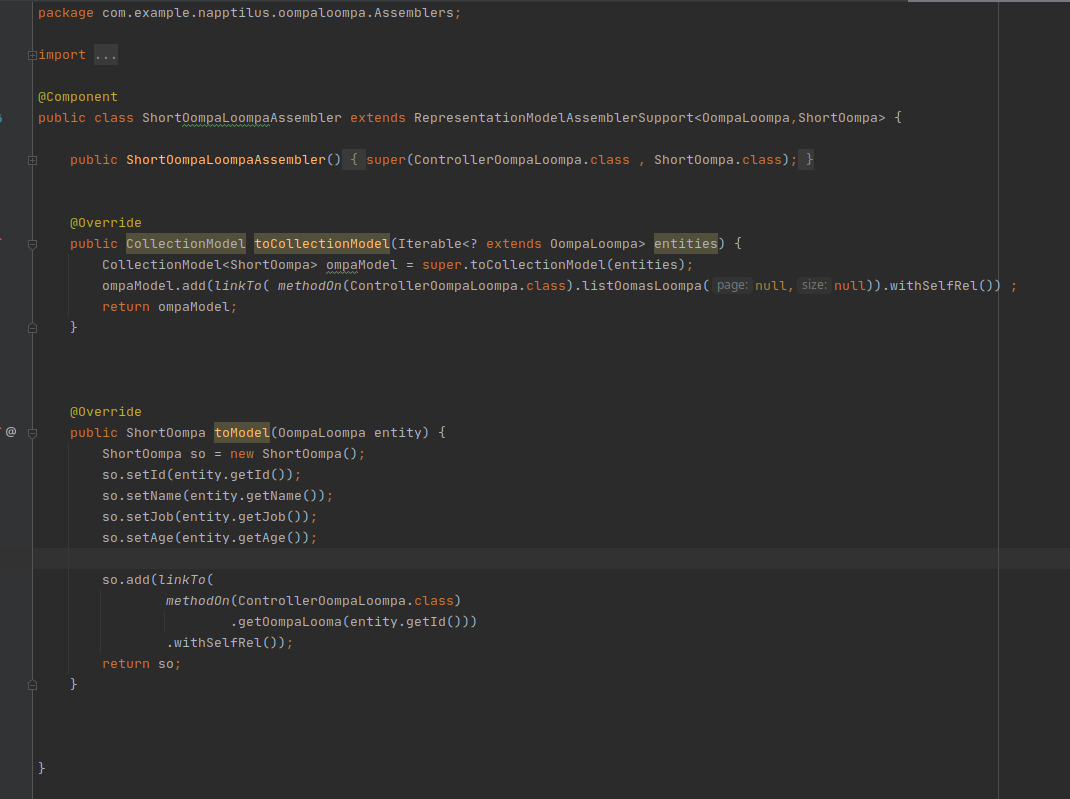 package com.example.napptilus.oompaloompa.Assemblers;
import ...
@Component
public class ShortOompaLoompaAssembler extends RepresentationModelAssemblerSupport<OompaLoompa,ShortOompa> {
public ShortOompaLoompaAssembler() { super(ControllerOompaLoompa.class , ShortOompa.class); }
@Override
public CollectionModel toCollectionModel(Iterable<? extends OompaLoompa> entities) {
CollectionModel<ShortOompa> ompaModel = super.toCollectionModel(entities);
ompaModel.add(linkTo( methodOn(ControllerOompaLoompa.class).listOomasLoompa( page: null, size: null)).withSelfRel()) ;
return ompaModel;
}
@Override
@ public ShortOompa toModel(OompaLoompa entity) {
ShortOompa so = new ShortOompa();
so.setId(entity.getId());
so.setName(entity.getName());
so.setJob(entity.getJob());
so.setAge(entity.getAge());
so.add(linkTo(
methodOn(ControllerOompaLoompa.class)
.getOompaLooma(entity.getId()))
.withSelfRel());
return so;
}
}